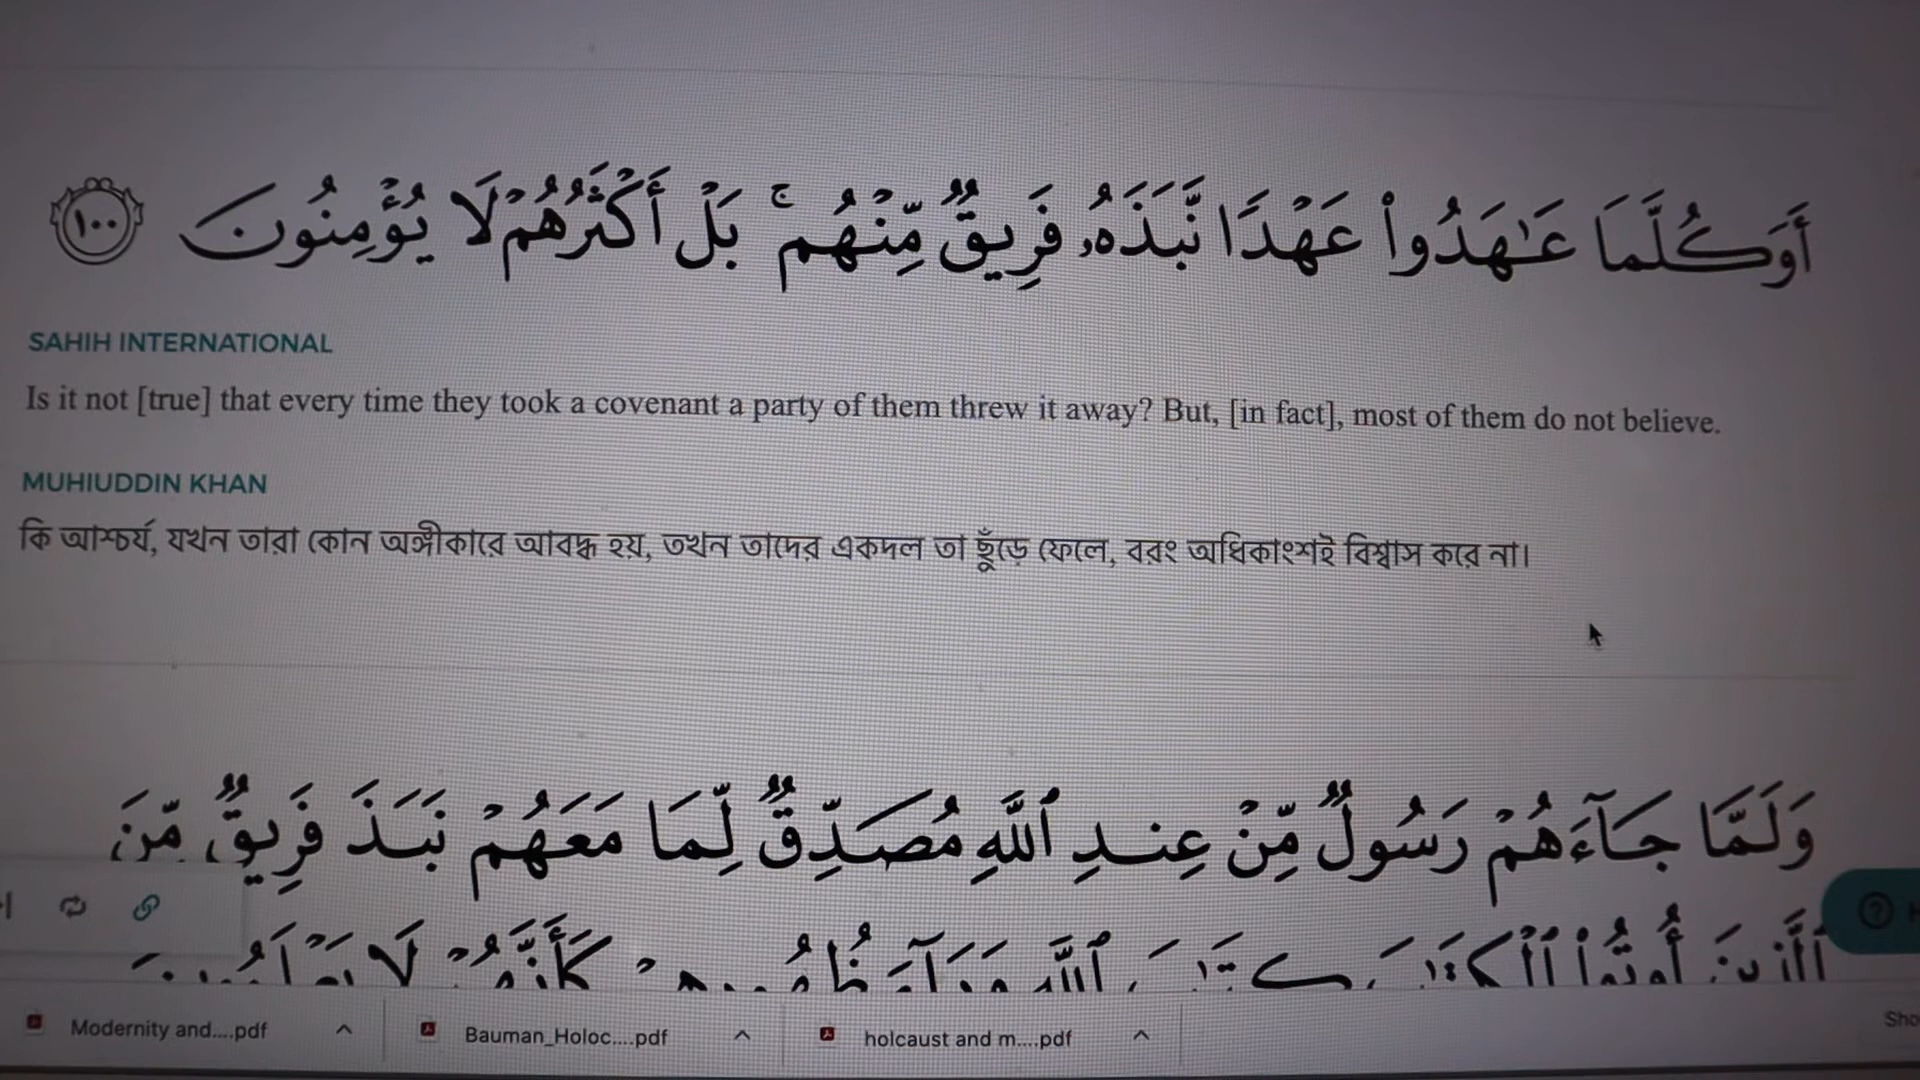 أَوَكُلَّمَا عَـٰهَدُوا۟ عَهْدًا نَّبَذَهُۥ فَرِيقٌ مِّنْهُم ۚ بَلْ أَكْثَرُهُمْ لَا يُؤْمِنُونَ ١٠٠
SAHIH INTERNATIONAL
Is it not [true] that every time they took a covenant a party of them threw it away? But, [in fact], most of them do not believe.
MUHIUDDIN KHAN
কি আশ্চর্য, যখন তারা কোন অঙ্গীকারে আবদ্ধ হয়, তখন তাদের একদল তা ছুঁড়ে ফেলে, বরং অধিকাংশই বিশ্বাস করে না।
وَلَمَّا جَآءَهُمْ رَسُولٌ مِّنْ عِندِ ٱللَّهِ مُصَدِّقٌ لِّمَا مَعَهُمْ نَبَذَ فَرِيقٌ مِّنَ
Modernity and....pdf
Bauman_Holoc....pdf
holcaust and m....pdf
Sho